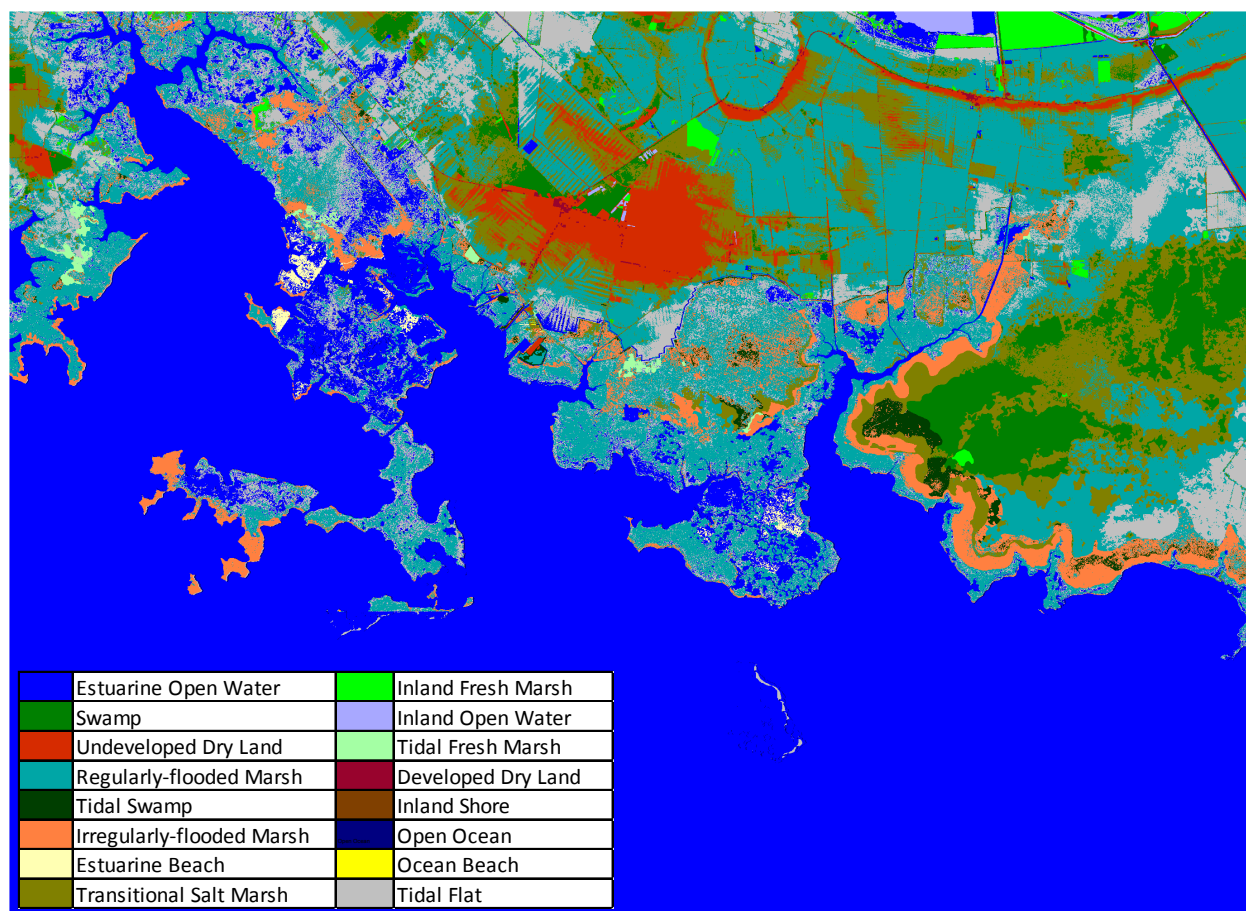 Estuarine Open Water Inland Fresh Marsh
Swamp Inland Open Water
Undeveloped Dry Land Tidal Fresh Marsh
Regularly-flooded Marsh Developed Dry Land
Tidal Swamp Inland Shore
Irregularly-flooded Marsh Open Ocean
Estuarine Beach Ocean Beach
Transitional Salt Marsh Tidal Flat